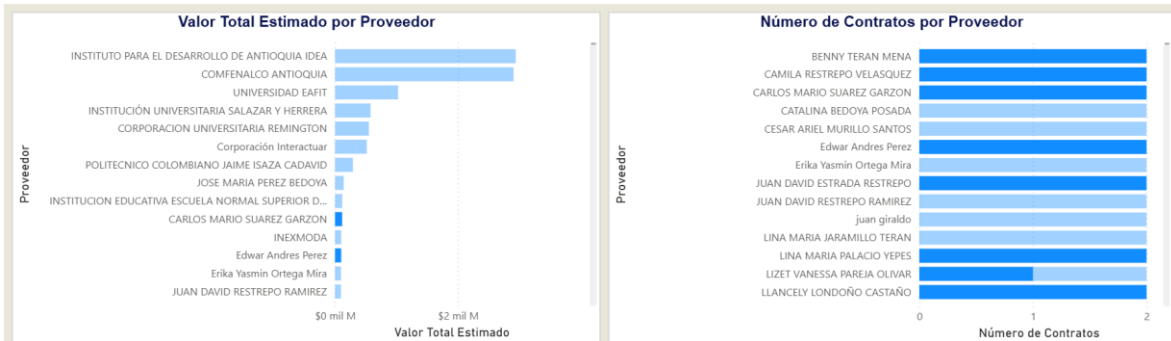 Valor Total Estimado por Proveedor
Proveedor
INSTITUTO PARA EL DESARROLLO DE ANTIOQUIA IDEA
COMFENALCO ANTIOQUIA
UNIVERSIDAD EAFIT
INSTITUCIÓN UNIVERSITARIA SALAZAR Y HERRERA
CORPORACION UNIVERSITARIA REMINGTON
Corporación Interactuar
POLITECNICO COLOMBIANO JAIME ISAZA CADAVID
JOSE MARIA PEREZ BEDOYA
INSTITUCION EDUCATIVA ESCUELA NORMAL SUPERIOR D...
CARLOS MARIO SUAREZ GARZON
INEXMODA
Edwar Andres Perez
Erika Yasmin Ortega Mira
JUAN DAVID RESTREPO RAMIREZ
$0 mil M $2 mil M
Valor Total Estimado
Número de Contratos por Proveedor
Proveedor
BENNY TERAN MENA
CAMILA RESTREPO VELASQUEZ
CARLOS MARIO SUAREZ GARZON
CATALINA BEDOYA POSADA
CESAR ARIEL MURILLO SANTOS
Edwar Andres Perez
Erika Yasmin Ortega Mira
JUAN DAVID ESTRADA RESTREPO
JUAN DAVID RESTREPO RAMIREZ
juan giraldo
LINA MARIA JARAMILLO TERAN
LINA MARIA PALACIO YEPES
LIZET VANESSA PAREJA OLIVAR
LLANCELY LONDOÑO CASTAÑO
0 1 2
Número de Contratos